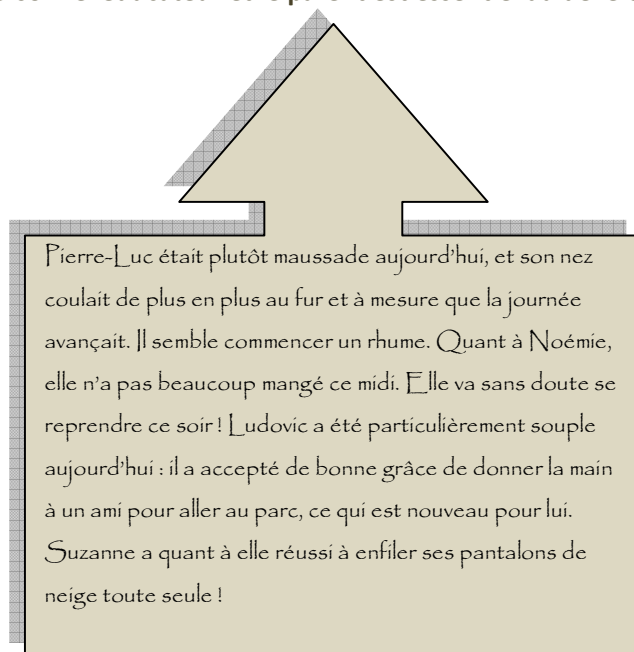 Pierre-Luc était plutôt maussade aujourd'hui, et son nez
coulait de plus en plus au fur et à mesure que la journée
avançait. Il semble commencer un rhume. Quant à Noémie,
elle n'a pas beaucoup mangé ce midi. Elle va sans doute se
reprendre ce soir ! Ludovic a été particulièrement souple
aujourd'hui : il a accepté de bonne grâce de donner la main
à un ami pour aller au parc, ce qui est nouveau pour lui.
Suzanne a quant à elle réussi à enfiler ses pantalons de
neige toute seule !